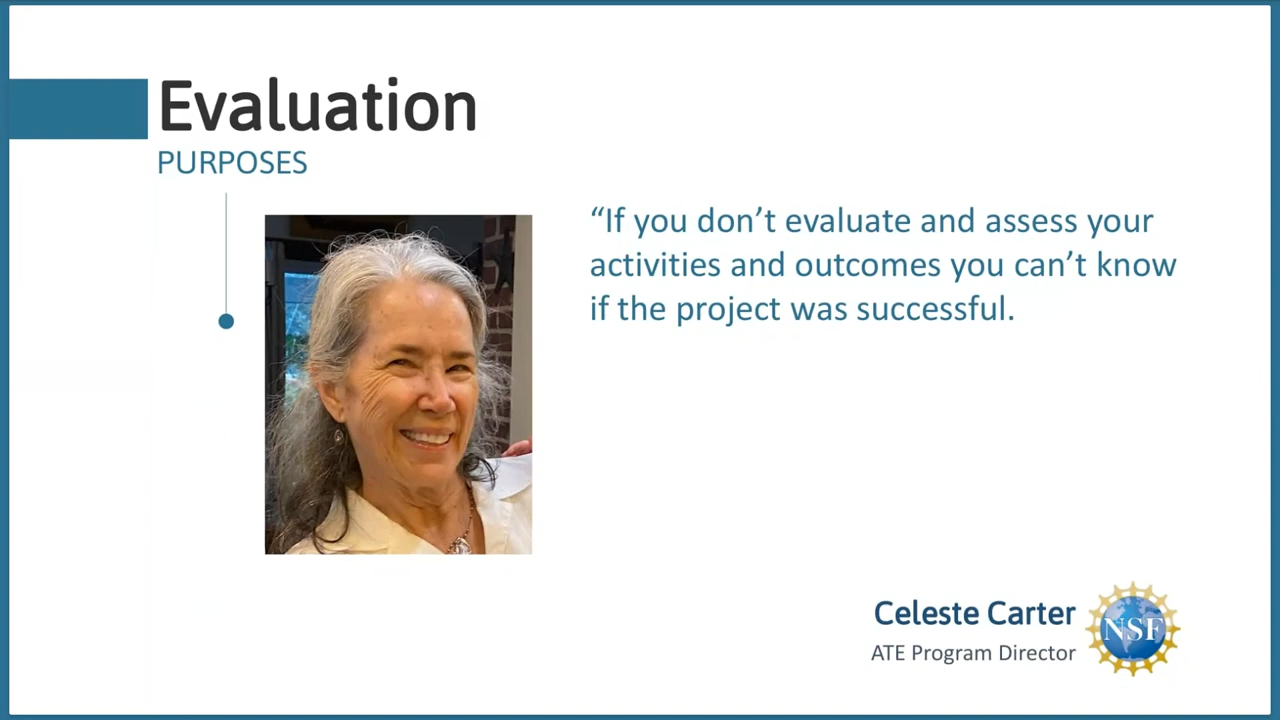 Evaluation
PURPOSES
“If you don’t evaluate and assess your
activities and outcomes you can’t know
if the project was successful.
Celeste Carter
ATE Program Director
NSF